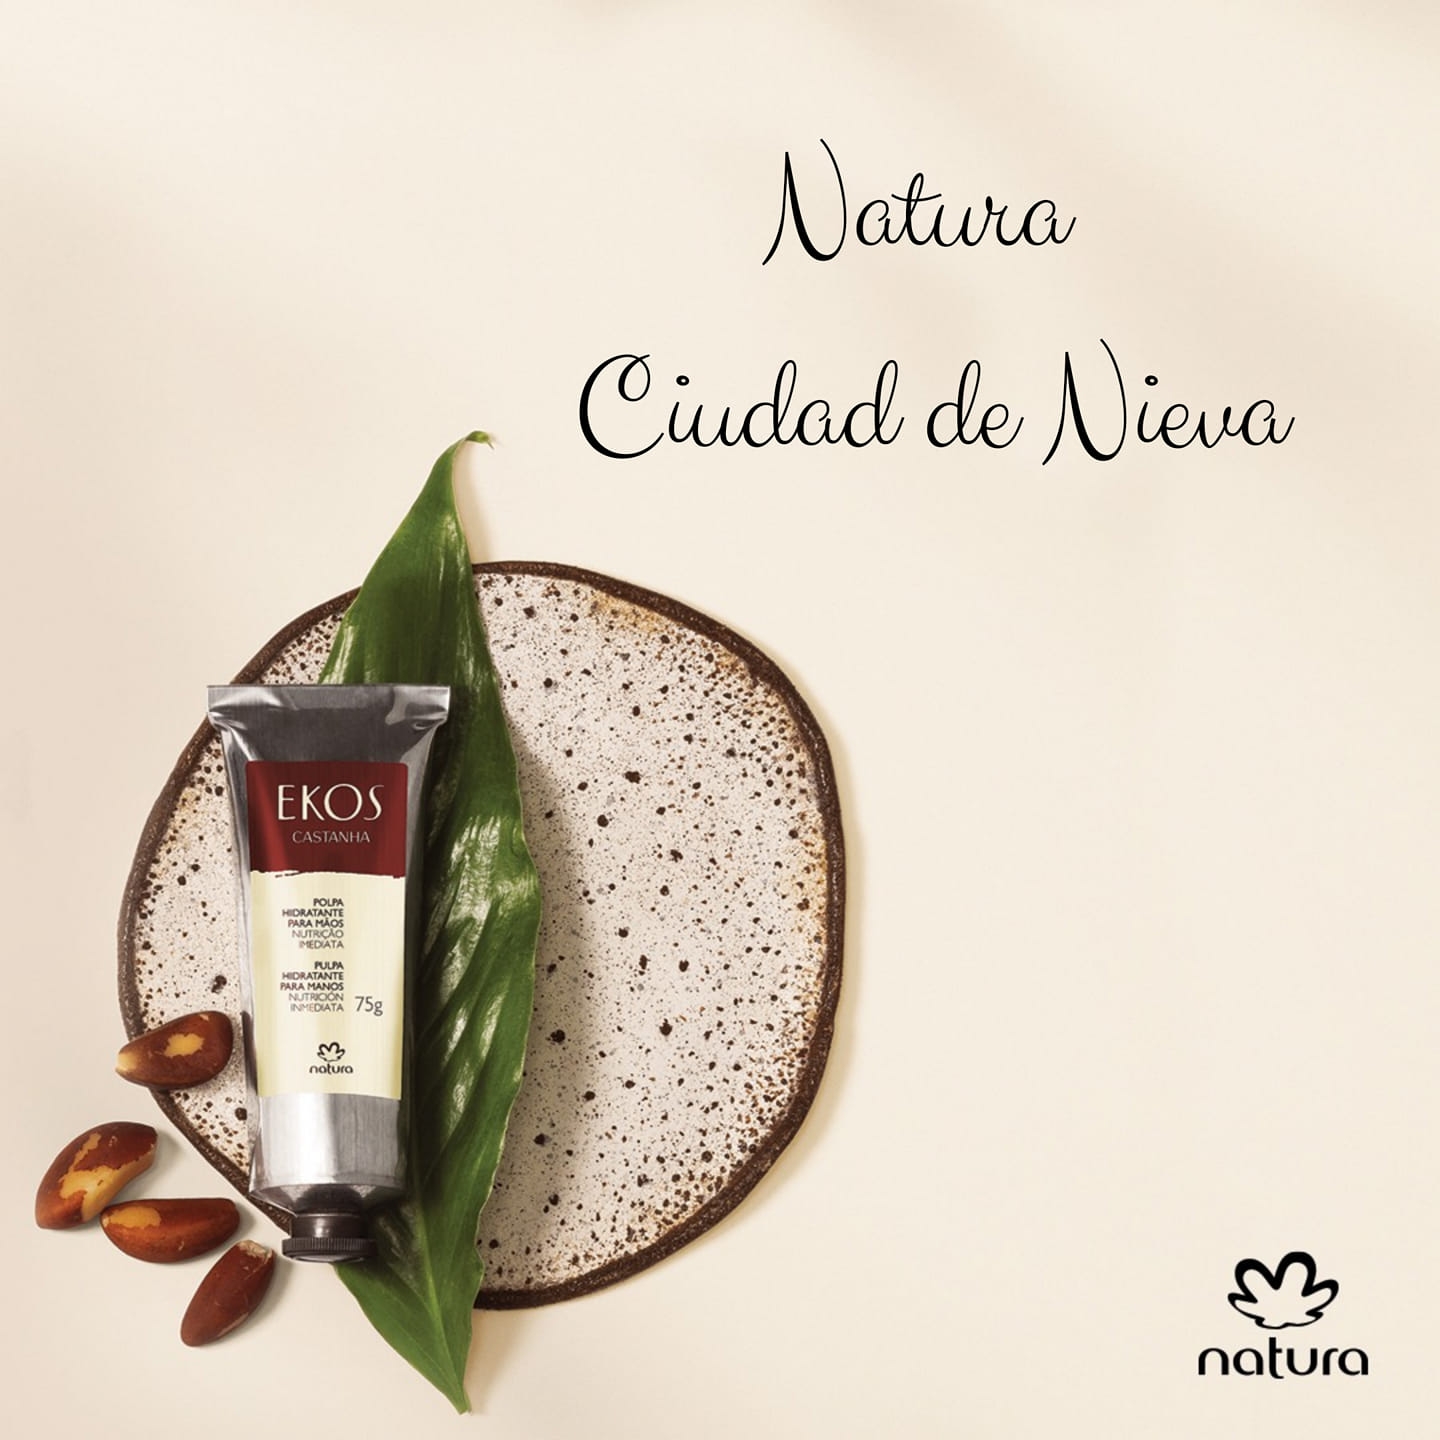 Natura
Ciudad de Nieva
EKOS
CASTANHA
POLPA
HIDRATANTE
PARA MÃOS
NUTRIÇÃO
IMEDIATA
PULPA
HIDRATANTE
PARA MANOS
NUTRICIÓN
INMEDIATA
75g
natura
natura